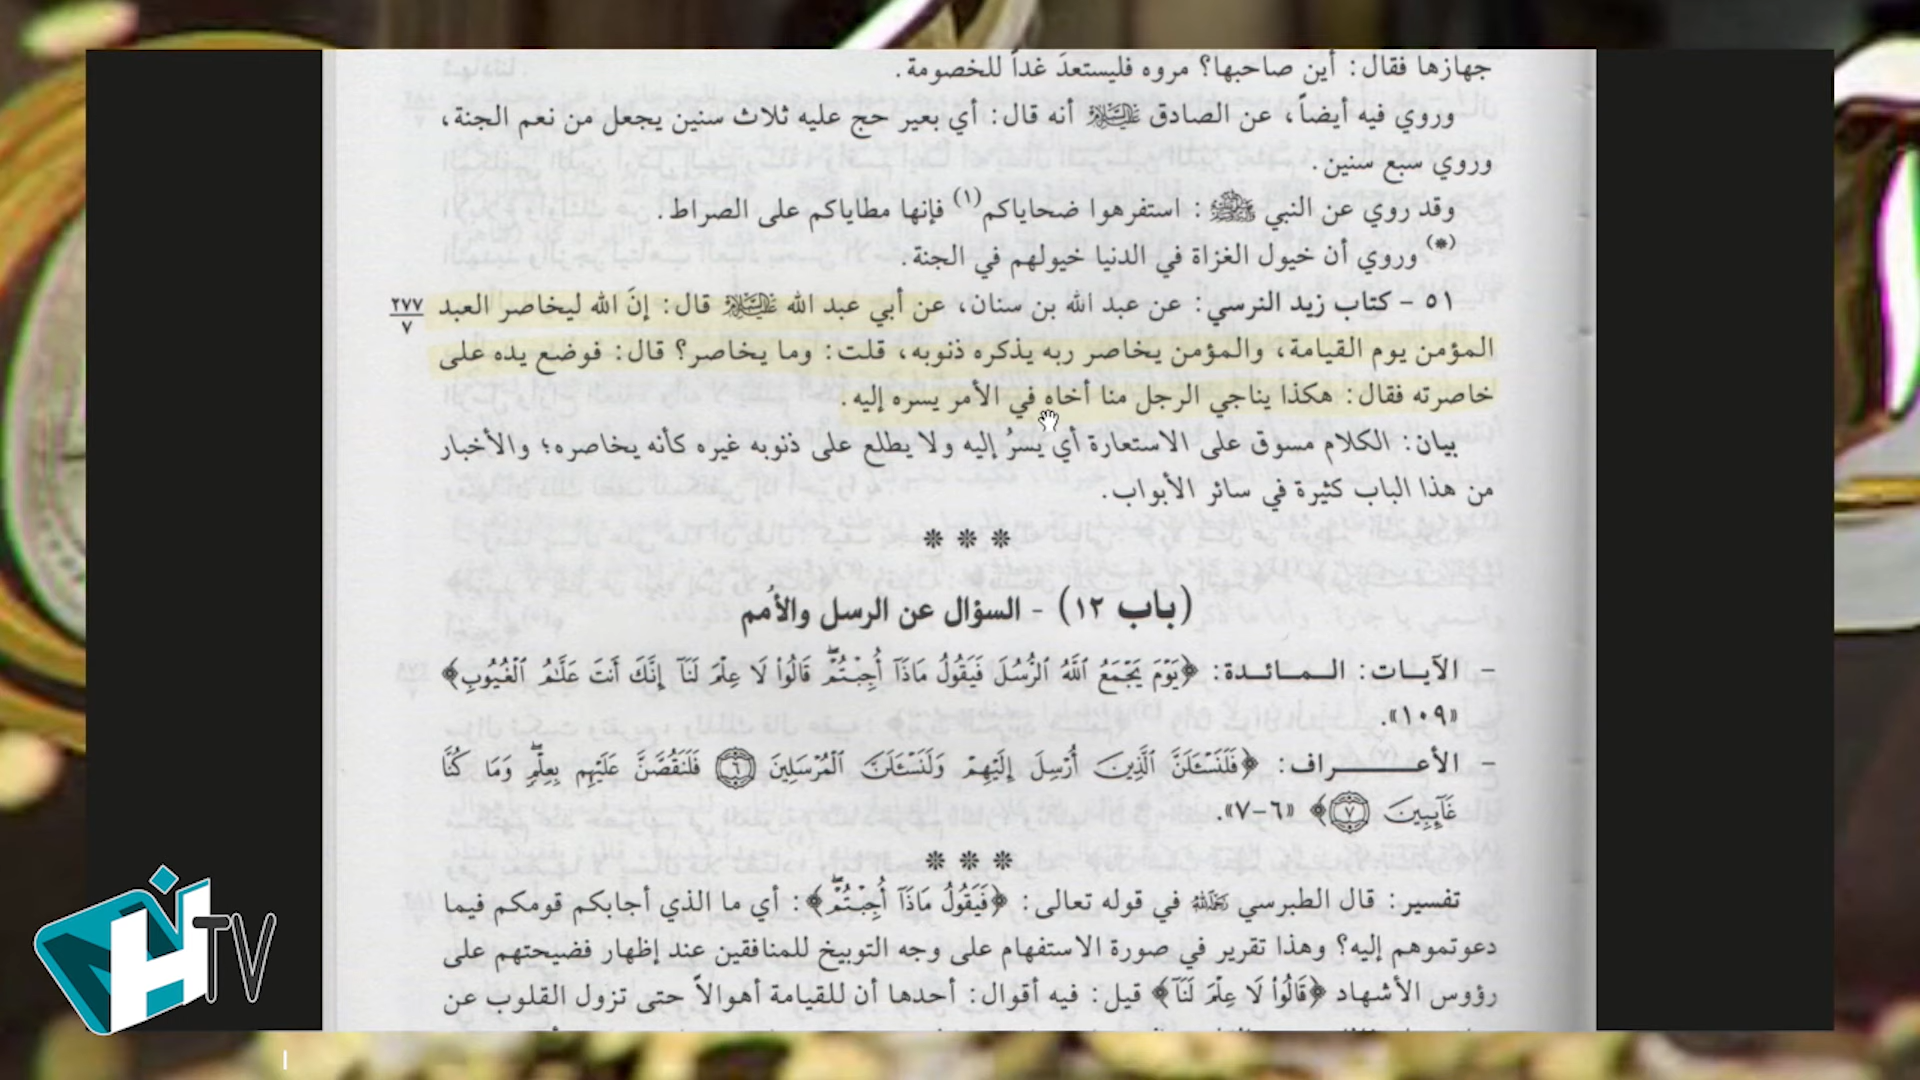 جهازها فقال: أين صاحبها؟ مروه فليستعدَ غداً للخصومة.
وروي فيه أيضاً، عن الصادق عليه السلام أنه قال: أي بعير حج عليه ثلاث سنين يجعل من نعم الجنة،
وروي سبع سنين.
وقد روي عن النبي ﷺ : استفرهوا ضحاياكم(١) فإنها مطاياكم على الصراط.
(*)وروي أن خيول الغزاة في الدنيا خيولهم في الجنة.
٥١ - كتاب زيد النرسي: عن عبد الله بن سنان، عن أبي عبد الله عليه السلام قال: إنَ الله ليخاصر العبد ٢٧٧/٧
المؤمن يوم القيامة، والمؤمن يخاصر ربه يذكره ذنوبه، قلت: وما يخاصر؟ قال: فوضع يده على
خاصرته فقال: هكذا يناجي الرجل منا أخاه في الأمر يسره إليه.
بيان: الكلام مسوق على الاستعارة أي يسرُ إليه ولا يطلع على ذنوبه غيره كأنه يخاصره؛ والأخبار
من هذا الباب كثيرة في سائر الأبواب.
* * *
(باب ١٢) - السؤال عن الرسل والأمم
- الآيات: المائدة: ﴿يَوْمَ يَجْمَعُ اللَّهُ الرُّسُلَ فَيَقُولُ مَاذَا أُجِبْتُمْ قَالُوا لَا عِلْمَ لَنَا إِنَّكَ أَنتَ عَلَّامُ الْغُيُوبِ﴾
«١٠٩».
- الأعراف: ﴿فَلَنَسْـَٔلَنَّ الَّذِينَ أُرْسِلَ إِلَيْهِمْ وَلَنَسْـَٔلَنَّ الْمُرْسَلِينَ ٦ فَلَنَقُصَّنَّ عَلَيْهِم بِعِلْمٍ وَمَا كُنَّا
غَائِبِينَ ٧﴾ «٦-٧».
* * *
تفسير: قال الطبرسي رحمه الله في قوله تعالى: ﴿فَيَقُولُ مَاذَا أُجِبْتُمْ﴾: أي ما الذي أجابكم قومكم فيما
دعوتموهم إليه؟ وهذا تقرير في صورة الاستفهام على وجه التوبيخ للمنافقين عند إظهار فضيحتهم على
رؤوس الأشهاد ﴿قَالُوا لَا عِلْمَ لَنَا﴾ قيل: فيه أقوال: أحدها أن للقيامة أهوالاً حتى تزول القلوب عن
NH TV